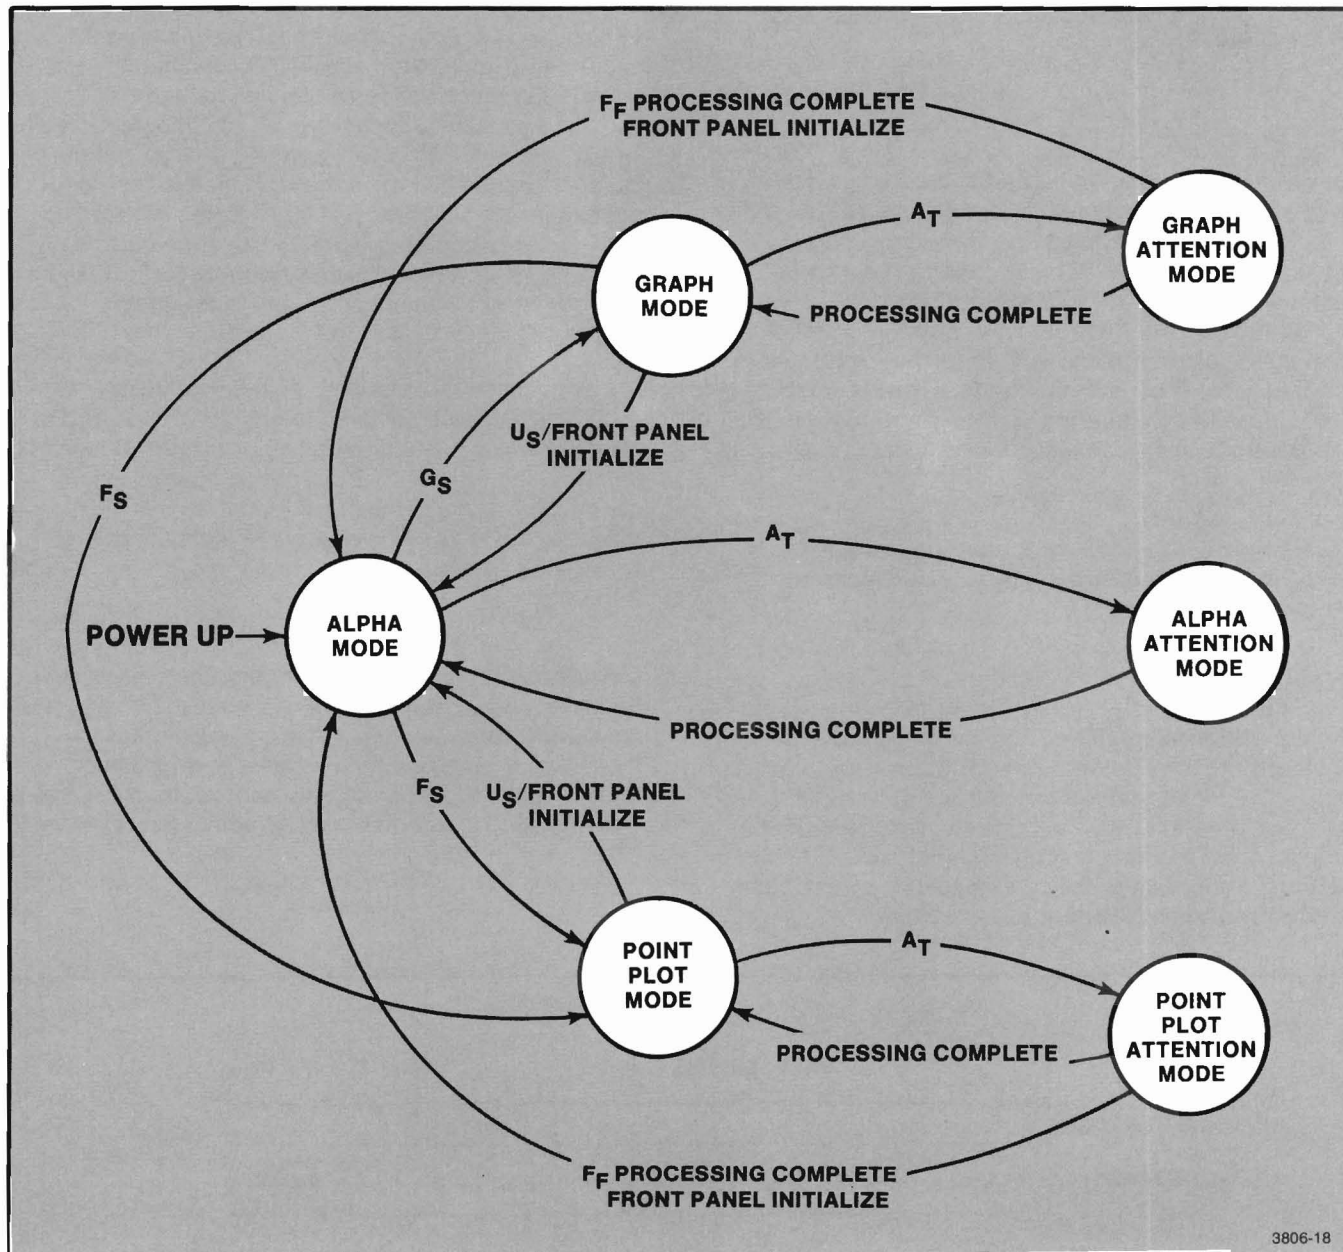 FF PROCESSING COMPLETE
FRONT PANEL INITIALIZE
AT
GRAPH
ATTENTION
MODE
GRAPH
MODE
PROCESSING COMPLETE
US/FRONT PANEL
INITIALIZE
GS
FS
AT
POWER UP
ALPHA
MODE
ALPHA
ATTENTION
MODE
PROCESSING COMPLETE
FS
US/FRONT PANEL
INITIALIZE
POINT
PLOT
MODE
AT
POINT
PLOT
ATTENTION
MODE
PROCESSING COMPLETE
FF PROCESSING COMPLETE
FRONT PANEL INITIALIZE
3806-18